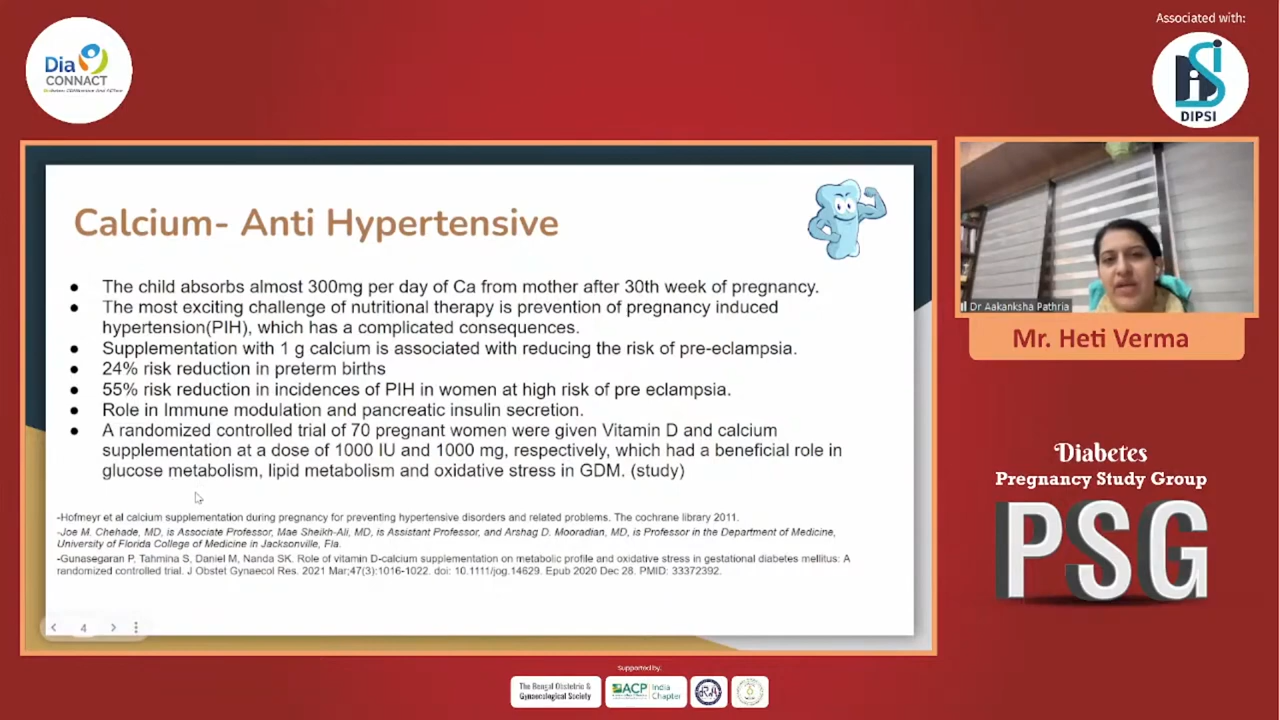 Associated with:
Dia
CONNACT
DiPSI
DIPSI
Calcium- Anti Hypertensive
● The child absorbs almost 300mg per day of Ca from mother after 30th week of pregnancy.
● The most exciting challenge of nutritional therapy is prevention of pregnancy induced
hypertension(PIH), which has a complicated consequences.
● Supplementation with 1 g calcium is associated with reducing the risk of pre-eclampsia.
● 24% risk reduction in preterm births
● 55% risk reduction in incidences of PIH in women at high risk of pre eclampsia.
● Role in Immune modulation and pancreatic insulin secretion.
● A randomized controlled trial of 70 pregnant women were given Vitamin D and calcium
supplementation at a dose of 1000 IU and 1000 mg, respectively, which had a beneficial role in
glucose metabolism, lipid metabolism and oxidative stress in GDM. (study)
-Hofmeyr et al calcium supplementation during pregnancy for preventing hypertensive disorders and related problems. The cochrane library 2011.
-Joe M. Chehade, MD, is Associate Professor, Mae Sheikh-Ali, MD, is Assistant Professor, and Arshag D. Mooradian, MD, is Professor in the Department of Medicine,
University of Florida College of Medicine in Jacksonville, Fla.
-Gunasegaran P, Tahmina S, Daniel M, Nanda SK. Role of vitamin D-calcium supplementation on metabolic profile and oxidative stress in gestational diabetes mellitus: A
randomized controlled trial. J Obstet Gynaecol Res. 2021 Mar;47(3):1016-1022. doi: 10.1111/jog.14629. Epub 2020 Dec 28. PMID: 33372392.
4
Dr Aakanksha Pathria
Mr. Heti Verma
Diabetes
Pregnancy Study Group
PSG
Supported by:
The Bengal Obstetric &
Gynaecological Society
ACP India
Chapter